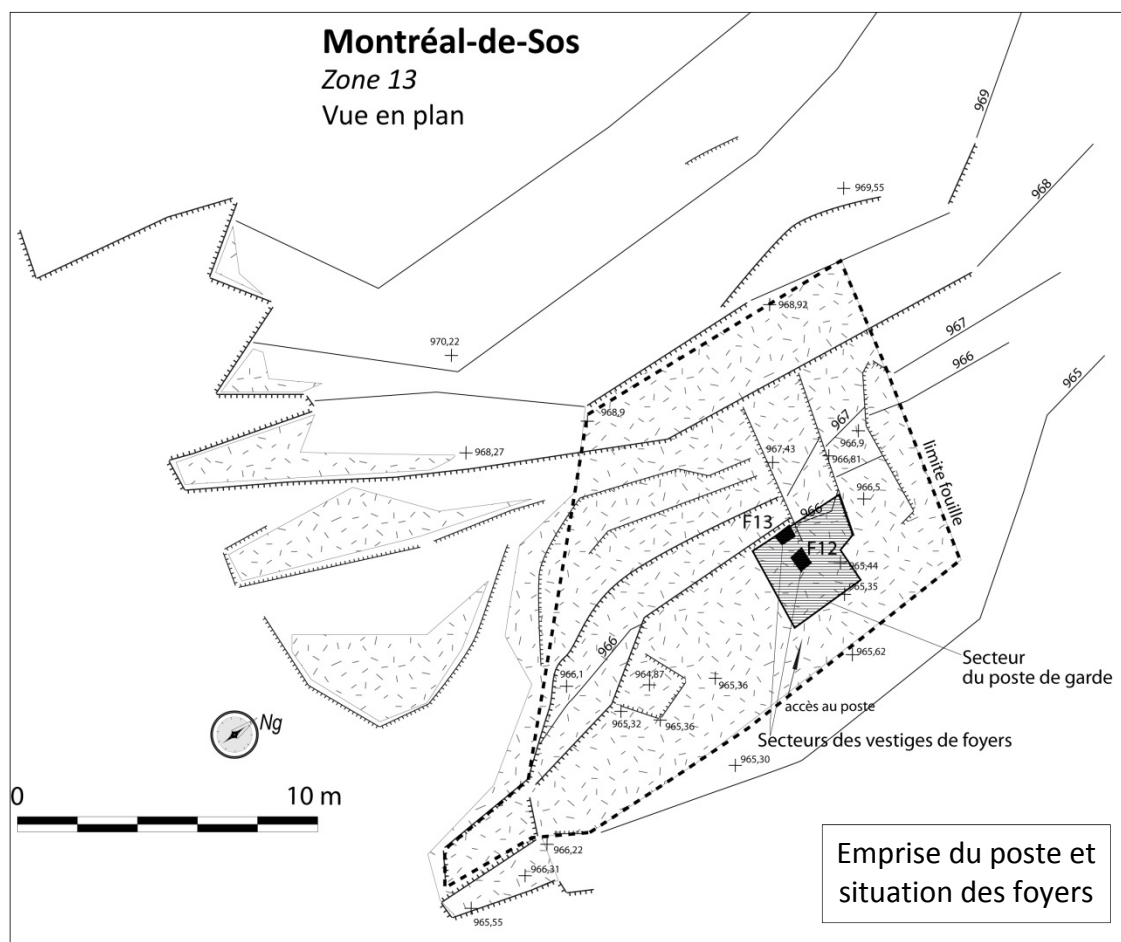 Montréal-de-Sos
Zone 13
Vue en plan
969
968
969,55
968,92
967
966
965
970,22
968,9
967
966,9
968,27
967,43
966,81
966,5
limite fouille
966
F13
F12
965,44
965,35
966
965,62
Secteur
du poste de garde
966,1
964,87
965,36
965,32
965,36
accès au poste
Ng
Secteurs des vestiges de foyers
965,30
0
10 m
966,22
966,31
965,55
Emprise du poste et
situation des foyers